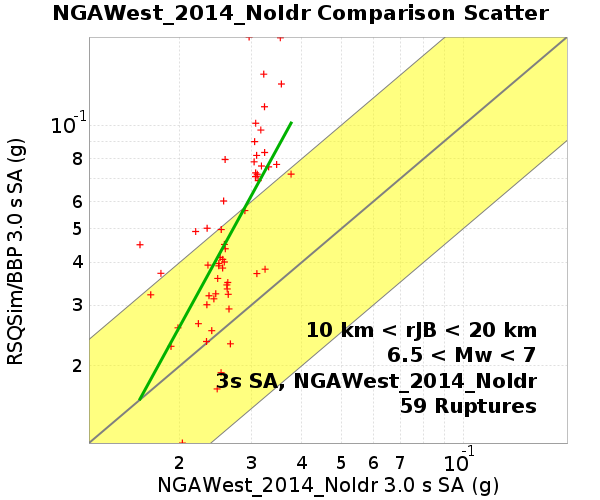 NGAWest_2014_NoIdr Comparison Scatter
RSQSim/BBP 3.0 s SA (g)
10⁻¹
8
6
5
4
3
2
10 km < rJB < 20 km
6.5 < Mw < 7
3s SA, NGAWest_2014_NoIdr
59 Ruptures
2 3 4 5 6 7 10⁻¹
NGAWest_2014_NoIdr 3.0 s SA (g)